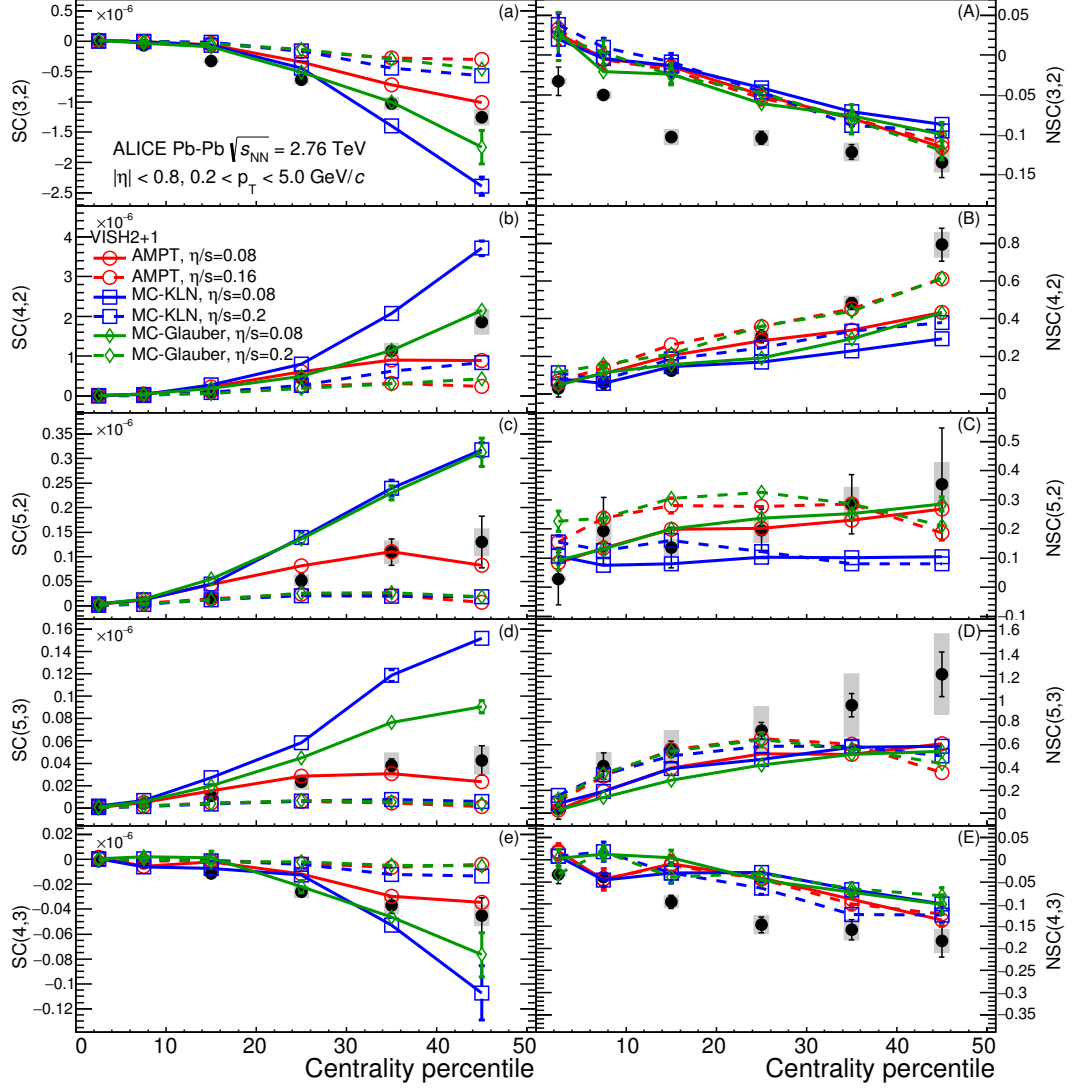 ×10⁻⁶
(a)
0
−0.5
−1
−1.5
−2
−2.5
SC(3,2)
ALICE Pb-Pb √s_NN = 2.76 TeV
|η| < 0.8, 0.2 < p_T < 5.0 GeV/c
(A)
0.05
0
−0.05
−0.1
−0.15
NSC(3,2)
×10⁻⁶
(b)
4
3
2
1
0
SC(4,2)
VISH2+1
AMPT, η/s=0.08
AMPT, η/s=0.16
MC-KLN, η/s=0.08
MC-KLN, η/s=0.2
MC-Glauber, η/s=0.08
MC-Glauber, η/s=0.2
(B)
1
0.8
0.6
0.4
0.2
0
NSC(4,2)
×10⁻⁶
(c)
0.35
0.3
0.25
0.2
0.15
0.1
0.05
0
SC(5,2)
(C)
0.5
0.4
0.3
0.2
0.1
0
−0.1
NSC(5,2)
×10⁻⁶
(d)
0.16
0.14
0.12
0.1
0.08
0.06
0.04
0.02
0
SC(5,3)
(D)
1.6
1.4
1.2
1
0.8
0.6
0.4
0.2
0
NSC(5,3)
×10⁻⁶
(e)
0.02
0
−0.02
−0.04
−0.06
−0.08
−0.1
−0.12
SC(4,3)
(E)
0.05
0
−0.05
−0.1
−0.15
−0.2
−0.25
−0.3
−0.35
NSC(4,3)
0 10 20 30 40 50
Centrality percentile
10 20 30 40 50
Centrality percentile